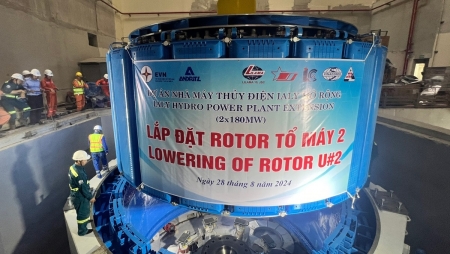 EVN ANDRITZ LILAMA
DỰ ÁN NHÀ MÁY THỦY ĐIỆN IALY MỞ RỘNG
IALY HYDRO POWER PLANT EXTENSION
(2x180MW)
LẮP ĐẶT ROTOR TỔ MÁY 2
LOWERING OF ROTOR U#2
Ngày 28 tháng 8 năm 2024